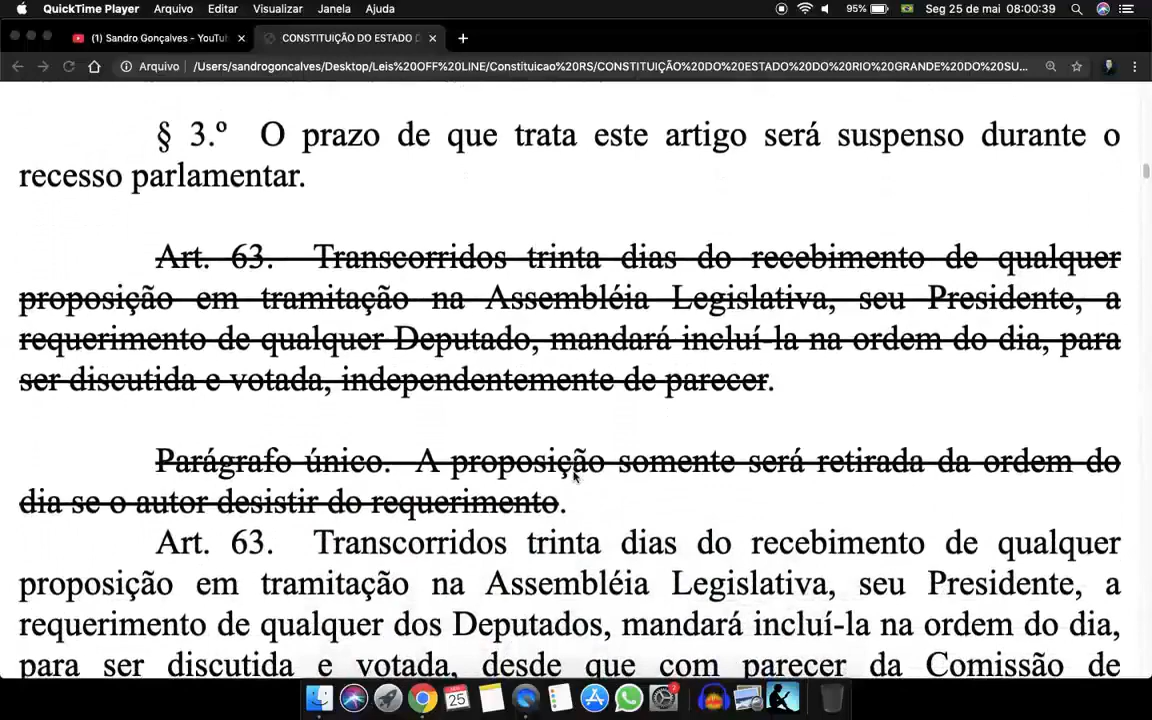 QuickTime Player Arquivo Editar Visualizar Janela Ajuda 95% Seg 25 de mai 08:00:39
(1) Sandro Gonçalves - YouTu CONSTITUIÇÃO DO ESTADO
Arquivo /Users/sandrogoncalves/Desktop/Leis%20OFF%20LINE/Constituicao%20RS/CONSTITUIÇÃO%20DO%20ESTADO%20DO%20RIO%20GRANDE%20DO%20SU...
§ 3.º O prazo de que trata este artigo será suspenso durante o
recesso parlamentar.
Art. 63. Transcorridos trinta dias do recebimento de qualquer
proposição em tramitação na Assembléia Legislativa, seu Presidente, a
requerimento de qualquer Deputado, mandará incluí-la na ordem do dia, para
ser discutida e votada, independentemente de parecer.
Parágrafo único. A proposição somente será retirada da ordem do
dia se o autor desistir do requerimento.
Art. 63. Transcorridos trinta dias do recebimento de qualquer
proposição em tramitação na Assembléia Legislativa, seu Presidente, a
requerimento de qualquer dos Deputados, mandará incluí-la na ordem do dia,
para ser discutida e votada, desde que com parecer da Comissão de
25